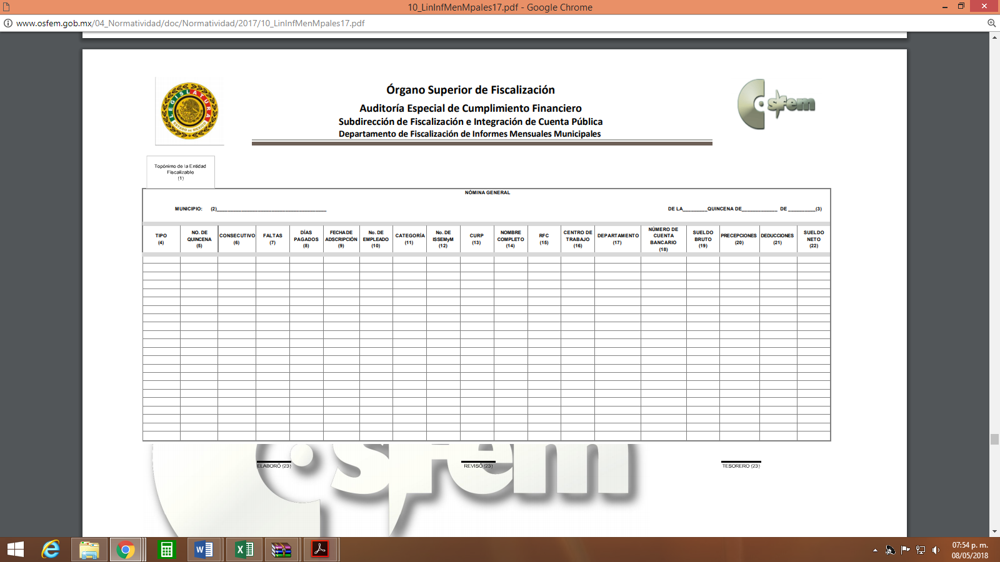 10_LinInfMenMpales17.pdf - Google Chrome
www.osfem.gob.mx/04_Normatividad/doc/Normatividad/2017/10_LinInfMenMpales17.pdf
LEGISLATURA
ESTADO DE MEXICO
Órgano Superior de Fiscalización
Auditoría Especial de Cumplimiento Financiero
Subdirección de Fiscalización e Integración de Cuenta Pública
Departamento de Fiscalización de Informes Mensuales Municipales
sfem
Topónimo de la Entidad
Fiscalizable
(1)
NÓMINA GENERAL
MUNICIPIO: (2)________________________________________
DE LA_________QUINCENA DE_____________ DE __________(3)
TIPO
(4)
NO. DE
QUINCENA
(5)
CONSECUTIVO
(6)
FALTAS
(7)
DÍAS
PAGADOS
(8)
FECHA DE
ADSCRIPCIÓN
(9)
No. DE
EMPLEADO
(10)
CATEGORÍA
(11)
No. DE
ISSEMyM
(12)
CURP
(13)
NOMBRE
COMPLETO
(14)
RFC
(15)
CENTRO DE
TRABAJO
(16)
DEPARTAMENTO
(17)
NÚMERO DE
CUENTA
BANCARIO
(18)
SUELDO
BRUTO
(19)
PRECEPCIONES
(20)
DEDUCCIONES
(21)
SUELDO
NETO
(22)
sfem
ELABORÓ (23)
REVISÓ (23)
TESORERO (23)
07:54 p. m.
08/05/2018